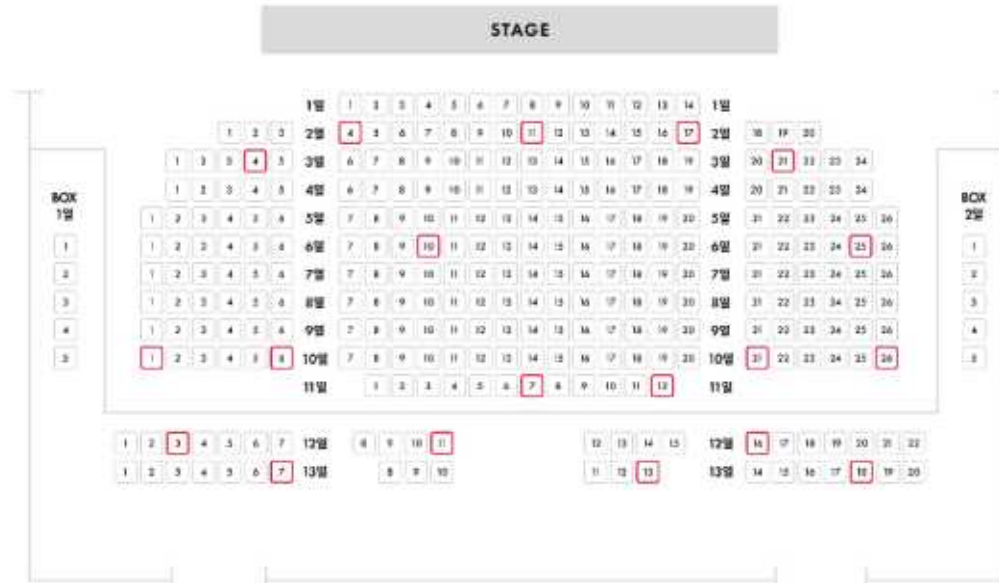 STAGE
1열 1 2 3 4 5 6 7 8 9 10 11 12 13 14 1열
1 2 3 2열 4 5 6 7 8 9 10 11 12 13 14 15 16 17 2열 18 19 20
1 2 3 4 5 3열 6 7 8 9 10 11 12 13 14 15 16 17 18 19 3열 20 21 22 23 24
1 2 3 4 5 4열 6 7 8 9 10 11 12 13 14 15 16 17 18 19 4열 20 21 22 23 24
BOX
1열
1
2
3
4
5
1 2 3 4 5 6 5열 7 8 9 10 11 12 13 14 15 16 17 18 19 20 5열 21 22 23 24 25 26
1 2 3 4 5 6 6열 7 8 9 10 11 12 13 14 15 16 17 18 19 20 6열 21 22 23 24 25 26
1 2 3 4 5 6 7열 7 8 9 10 11 12 13 14 15 16 17 18 19 20 7열 21 22 23 24 25 26
1 2 3 4 5 6 8열 7 8 9 10 11 12 13 14 15 16 17 18 19 20 8열 21 22 23 24 25 26
1 2 3 4 5 6 9열 7 8 9 10 11 12 13 14 15 16 17 18 19 20 9열 21 22 23 24 25 26
1 2 3 4 5 6 10열 7 8 9 10 11 12 13 14 15 16 17 18 19 20 10열 21 22 23 24 25 26
11열 1 2 3 4 5 6 7 8 9 10 11 12 11열
BOX
2열
1
2
3
4
5
1 2 3 4 5 6 7 12열 8 9 10 11 12 13 14 15 12열 16 17 18 19 20 21 22
1 2 3 4 5 6 7 13열 8 9 10 11 12 13 13열 14 15 16 17 18 19 20